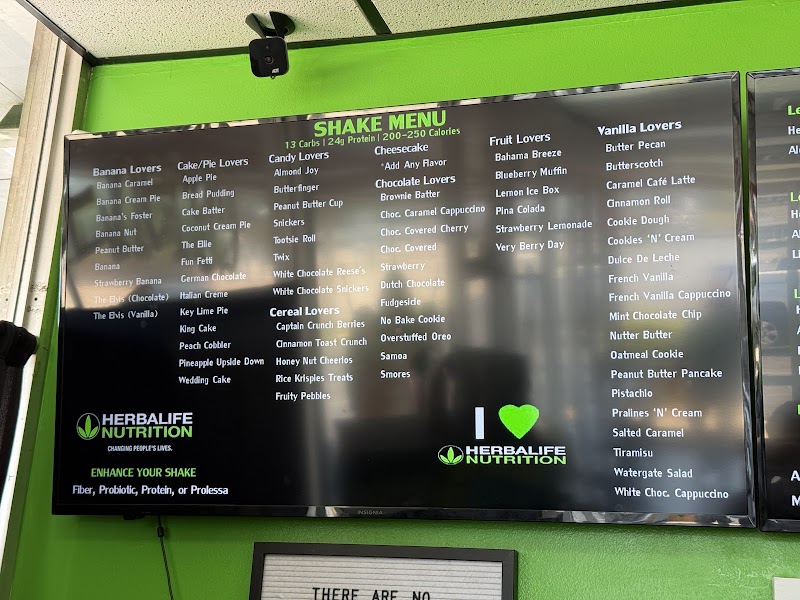 SHAKE MENU
13 Carbs | 24g Protein | 200-250 Calories
Banana Lovers
Banana Caramel
Banana Cream Pie
Banana's Foster
Banana Nut
Peanut Butter
Banana
Strawberry Banana
The Elvis (Chocolate)
The Elvis (Vanilla)
Cake/Pie Lovers
Apple Pie
Bread Pudding
Cake Batter
Coconut Cream Pie
The Ellie
Fun Fetti
German Chocolate
Italian Creme
Key Lime Pie
King Cake
Peach Cobbler
Pineapple Upside Down
Wedding Cake
Candy Lovers
Almond Joy
Butterfinger
Peanut Butter Cup
Snickers
Tootsie Roll
Twix
White Chocolate Reese's
White Chocolate Snickers
Cereal Lovers
Captain Crunch Berries
Cinnamon Toast Crunch
Honey Nut Cheerios
Rice Krispies Treats
Fruity Pebbles
Cheesecake
*Add Any Flavor
Chocolate Lovers
Brownie Batter
Choc. Caramel Cappuccino
Choc. Covered Cherry
Choc. Covered
Strawberry
Dutch Chocolate
Fudgesicle
No Bake Cookie
Overstuffed Oreo
Samoa
Smores
Fruit Lovers
Bahama Breeze
Blueberry Muffin
Lemon Ice Box
Pina Colada
Strawberry Lemonade
Very Berry Day
Vanilla Lovers
Butter Pecan
Butterscotch
Caramel Café Latte
Cinnamon Roll
Cookie Dough
Cookies 'N' Cream
Dulce De Leche
French Vanilla
French Vanilla Cappuccino
Mint Chocolate Chip
Nutter Butter
Oatmeal Cookie
Peanut Butter Pancake
Pistachio
Pralines 'N' Cream
Salted Caramel
Tiramisu
Watergate Salad
White Choc. Cappuccino
HERBALIFE
NUTRITION
CHANGING PEOPLE'S LIVES.
ENHANCE YOUR SHAKE
Fiber, Probiotic, Protein, or Prolessa
I
HERBALIFE
NUTRITION
INSIGNIA
THERE ARE NO